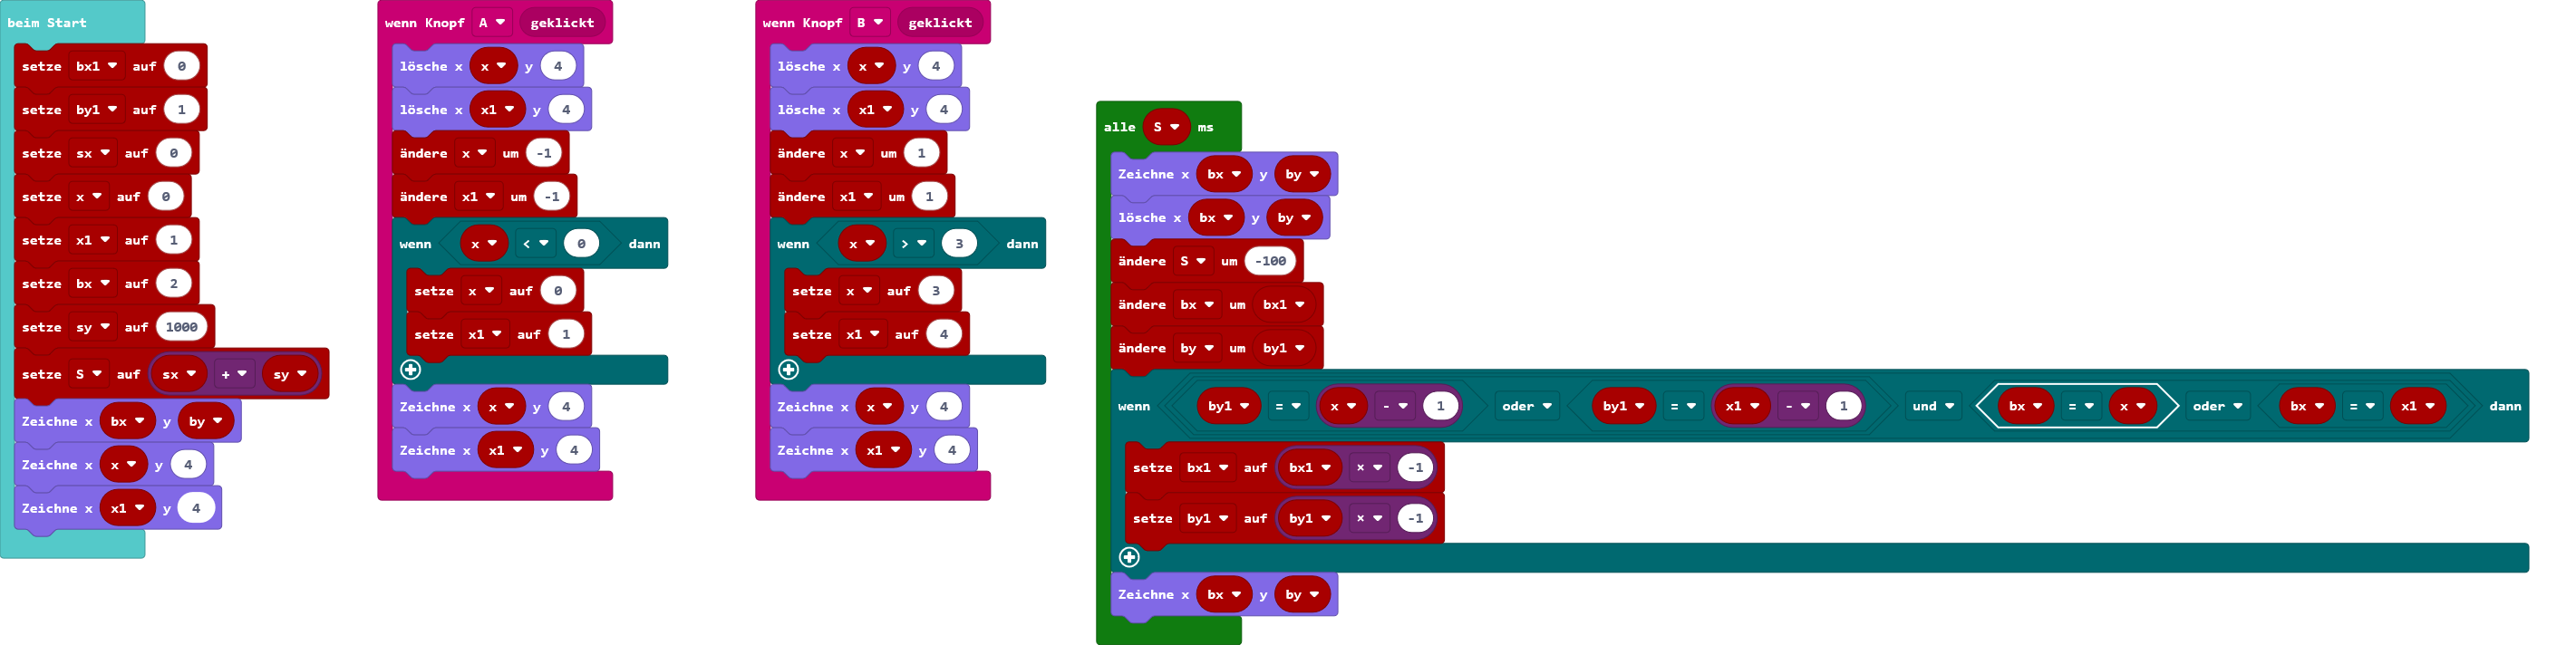 beim Start
setze bx1 auf 0
setze by1 auf 1
setze sx auf 0
setze x auf 0
setze x1 auf 1
setze bx auf 2
setze sy auf 1000
setze S auf sx + sy
Zeichne x bx y by
Zeichne x x y 4
Zeichne x x1 y 4
wenn Knopf A geklickt
lösche x x y 4
lösche x x1 y 4
ändere x um -1
ändere x1 um -1
wenn x < 0 dann
setze x auf 0
setze x1 auf 1
Zeichne x x y 4
Zeichne x x1 y 4
wenn Knopf B geklickt
lösche x x y 4
lösche x x1 y 4
ändere x um 1
ändere x1 um 1
wenn x > 3 dann
setze x auf 3
setze x1 auf 4
Zeichne x x y 4
Zeichne x x1 y 4
alle S ms
Zeichne x bx y by
lösche x bx y by
ändere S um -100
ändere bx um bx1
ändere by um by1
wenn by1 = x - 1 oder by1 = x1 - 1 und bx = x oder bx = x1 dann
setze bx1 auf bx1 × -1
setze by1 auf by1 × -1
Zeichne x bx y by